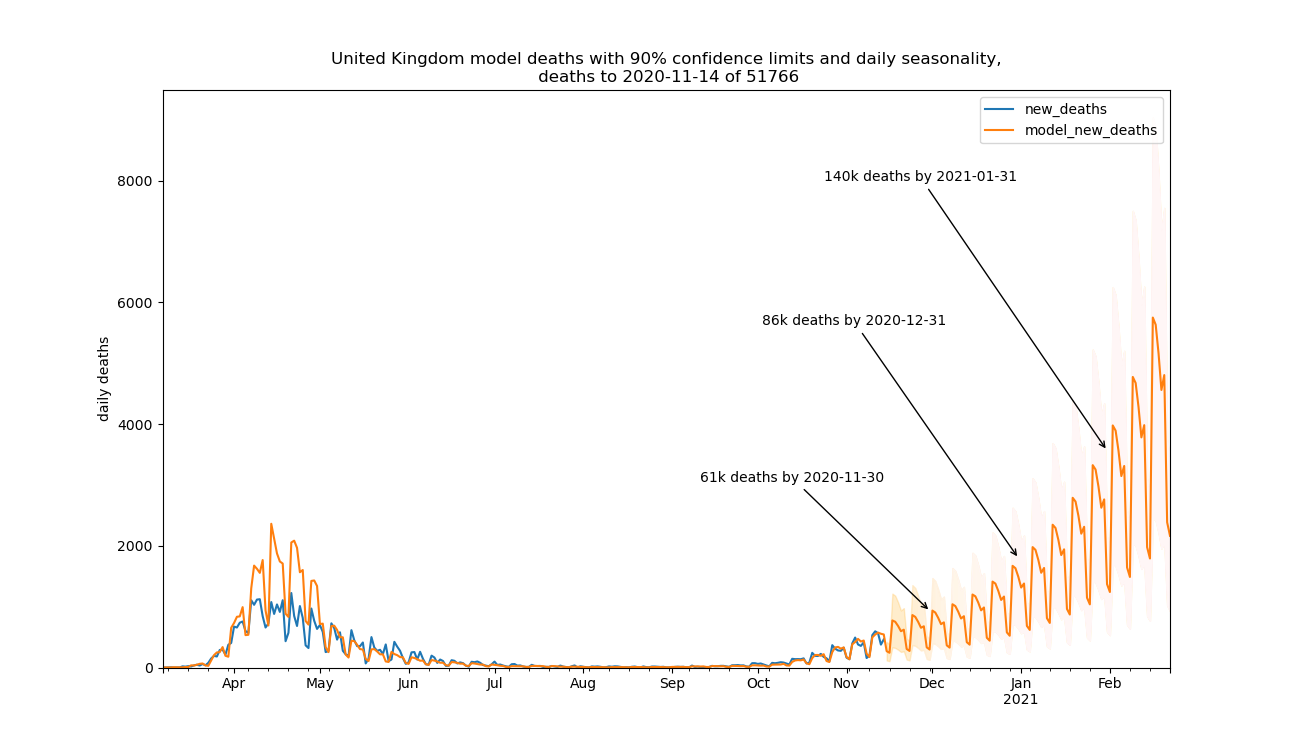 United Kingdom model deaths with 90% confidence limits and daily seasonality,
deaths to 2020-11-14 of 51766
new_deaths
model_new_deaths
140k deaths by 2021-01-31
86k deaths by 2020-12-31
61k deaths by 2020-11-30
daily deaths
8000
6000
4000
2000
0
Apr May Jun Jul Aug Sep Oct Nov Dec Jan Feb
2021